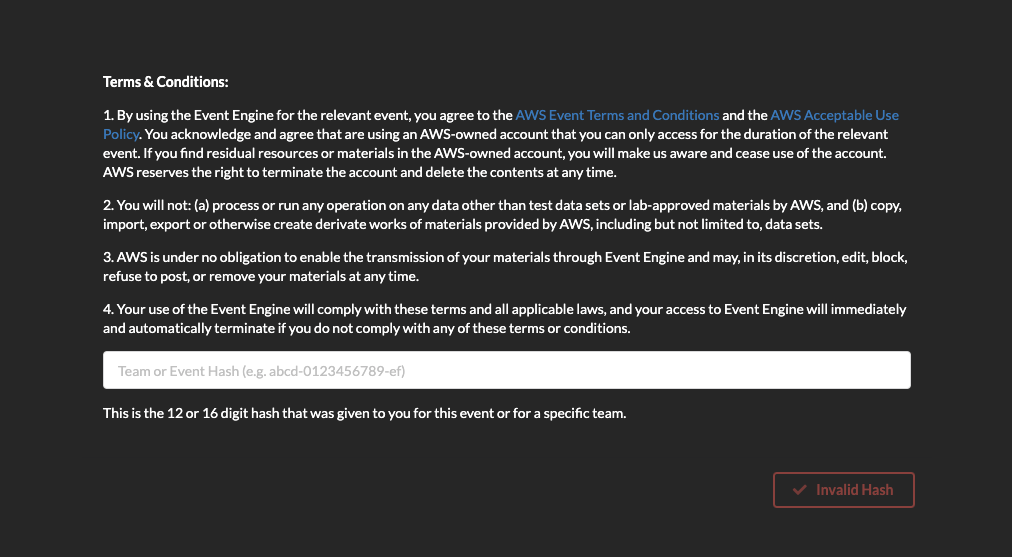 Terms & Conditions:
1. By using the Event Engine for the relevant event, you agree to the AWS Event Terms and Conditions and the AWS Acceptable Use
Policy. You acknowledge and agree that are using an AWS-owned account that you can only access for the duration of the relevant
event. If you find residual resources or materials in the AWS-owned account, you will make us aware and cease use of the account.
AWS reserves the right to terminate the account and delete the contents at any time.
2. You will not: (a) process or run any operation on any data other than test data sets or lab-approved materials by AWS, and (b) copy,
import, export or otherwise create derivate works of materials provided by AWS, including but not limited to, data sets.
3. AWS is under no obligation to enable the transmission of your materials through Event Engine and may, in its discretion, edit, block,
refuse to post, or remove your materials at any time.
4. Your use of the Event Engine will comply with these terms and all applicable laws, and your access to Event Engine will immediately
and automatically terminate if you do not comply with any of these terms or conditions.
Team or Event Hash (e.g. abcd-0123456789-ef)
This is the 12 or 16 digit hash that was given to you for this event or for a specific team.
Invalid Hash